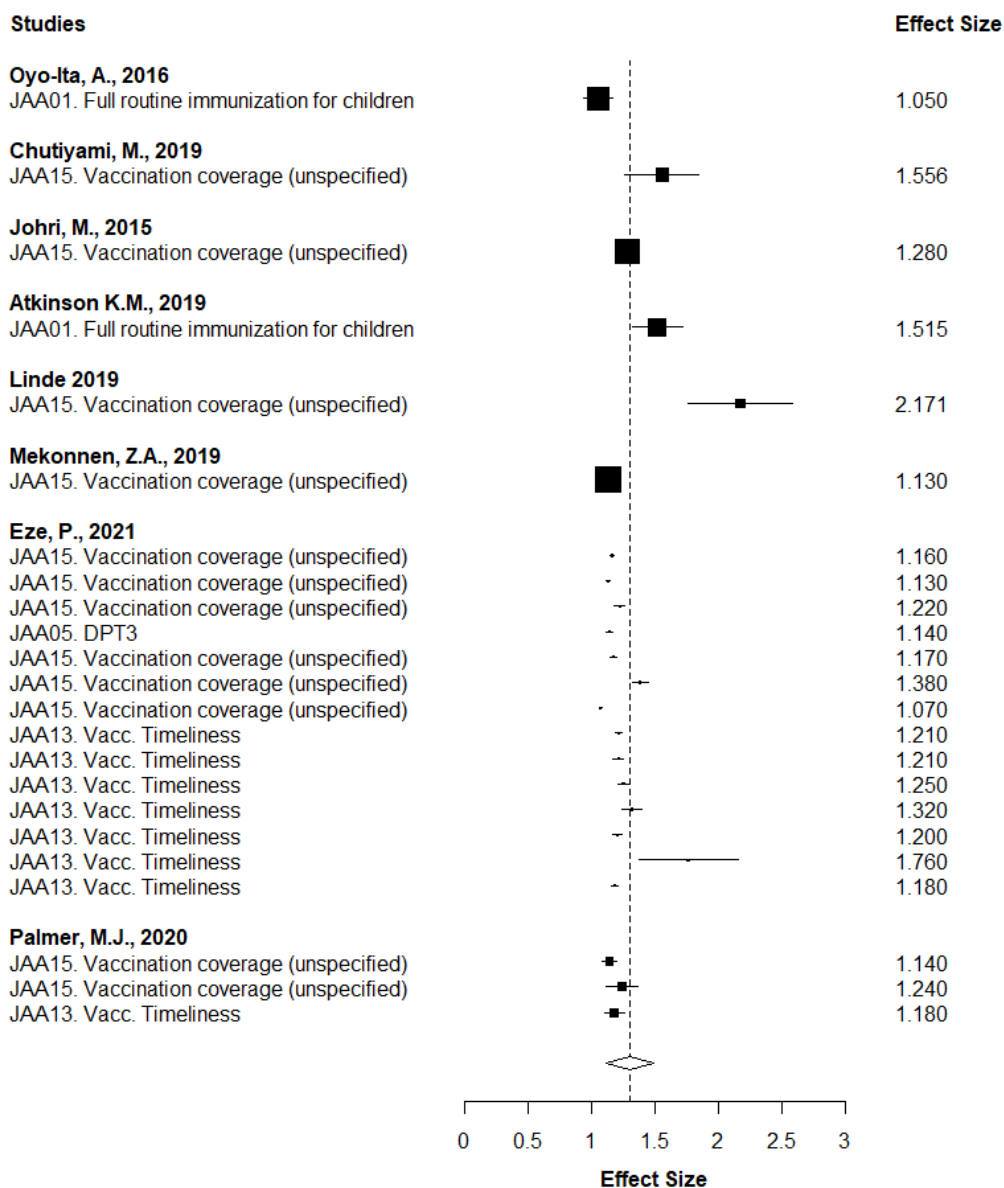 Studies Effect Size
Oyo-Ita, A., 2016
JAA01. Full routine immunization for children 1.050
Chutiyami, M., 2019
JAA15. Vaccination coverage (unspecified) 1.556
Johri, M., 2015
JAA15. Vaccination coverage (unspecified) 1.280
Atkinson K.M., 2019
JAA01. Full routine immunization for children 1.515
Linde 2019
JAA15. Vaccination coverage (unspecified) 2.171
Mekonnen, Z.A., 2019
JAA15. Vaccination coverage (unspecified) 1.130
Eze, P., 2021
JAA15. Vaccination coverage (unspecified) 1.160
JAA15. Vaccination coverage (unspecified) 1.130
JAA15. Vaccination coverage (unspecified) 1.220
JAA05. DPT3 1.140
JAA15. Vaccination coverage (unspecified) 1.170
JAA15. Vaccination coverage (unspecified) 1.380
JAA15. Vaccination coverage (unspecified) 1.070
JAA13. Vacc. Timeliness 1.210
JAA13. Vacc. Timeliness 1.210
JAA13. Vacc. Timeliness 1.250
JAA13. Vacc. Timeliness 1.320
JAA13. Vacc. Timeliness 1.200
JAA13. Vacc. Timeliness 1.760
JAA13. Vacc. Timeliness 1.180
Palmer, M.J., 2020
JAA15. Vaccination coverage (unspecified) 1.140
JAA15. Vaccination coverage (unspecified) 1.240
JAA13. Vacc. Timeliness 1.180
0 0.5 1 1.5 2 2.5 3
Effect Size